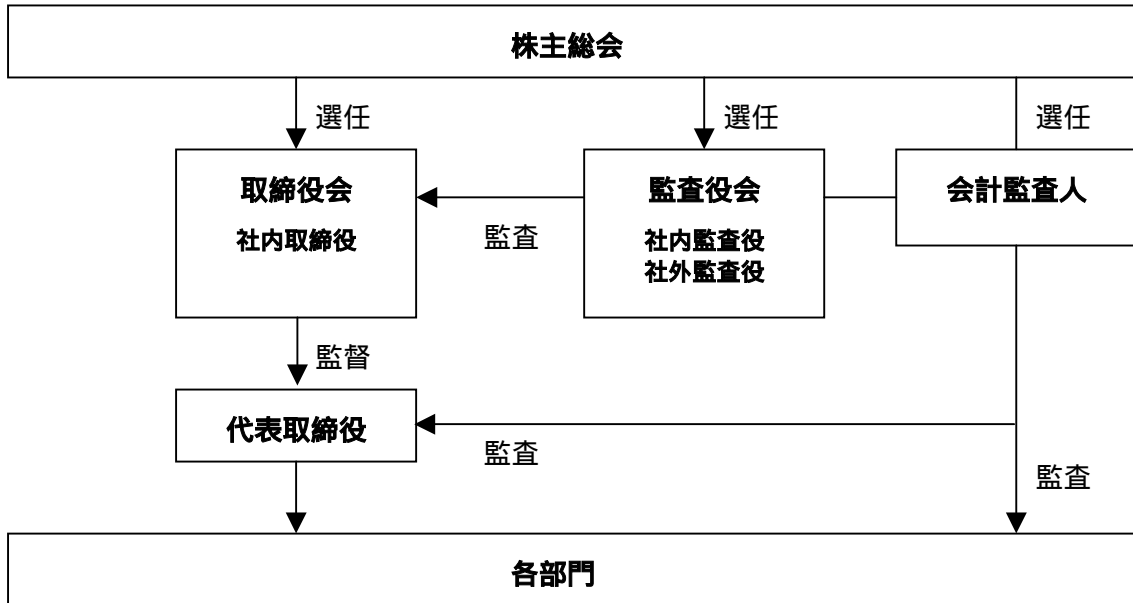 株主総会
選任
選任
選任
取締役会
社内取締役
監査
監査役会
社内監査役
社外監査役
会計監査人
監督
代表取締役
監査
監査
各部門